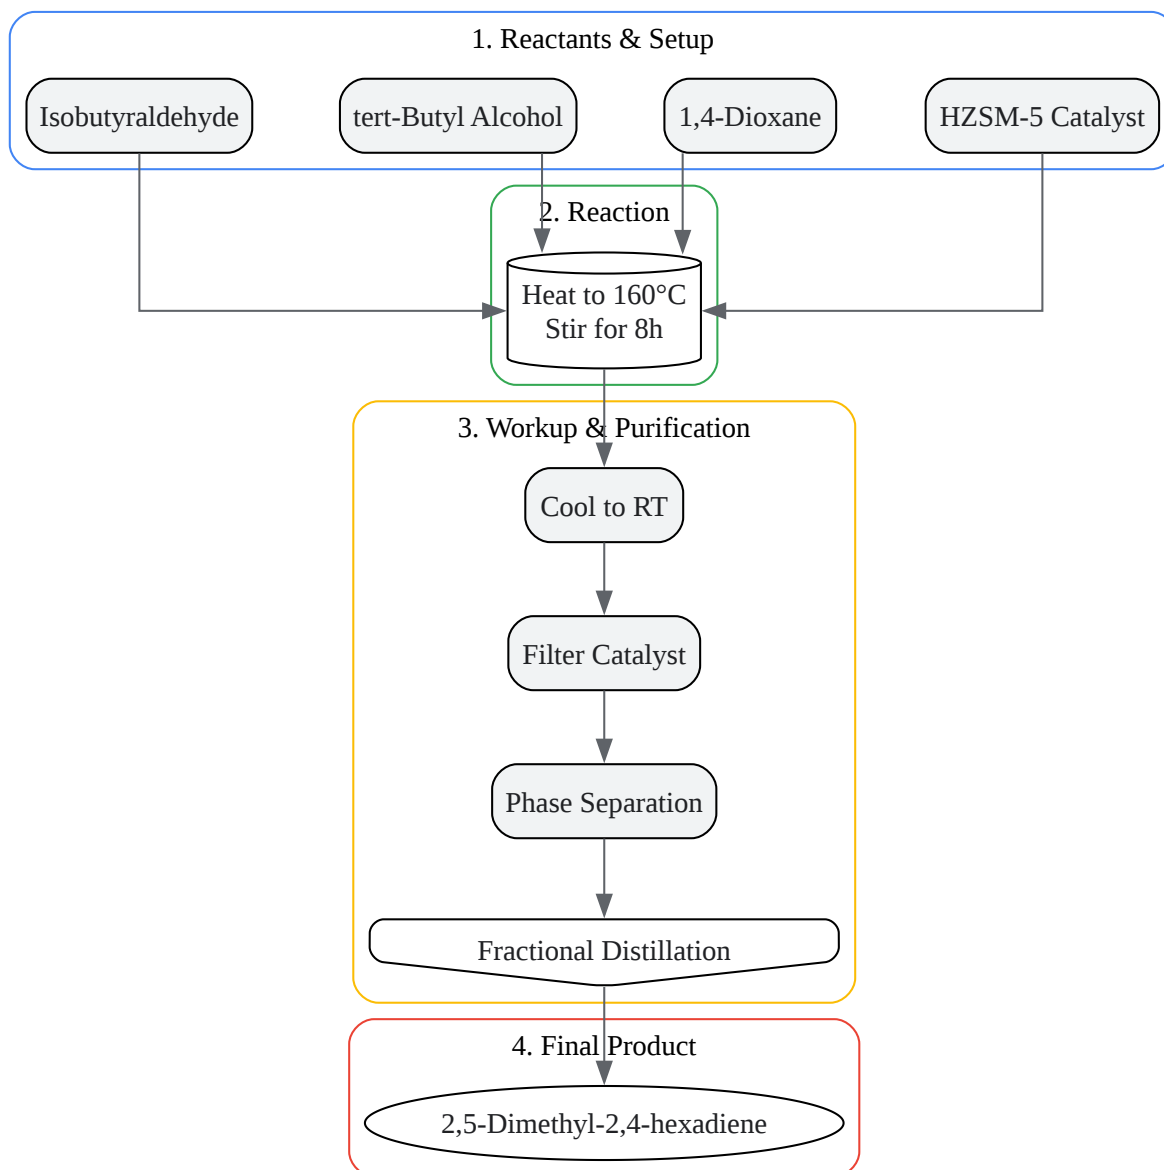 1. Reactants & Setup
Isobutyraldehyde
tert-Butyl Alcohol
1,4-Dioxane
HZSM-5 Catalyst
2. Reaction
Heat to 160°C
Stir for 8h
3. Workup & Purification
Cool to RT
Filter Catalyst
Phase Separation
Fractional Distillation
4. Final Product
2,5-Dimethyl-2,4-hexadiene